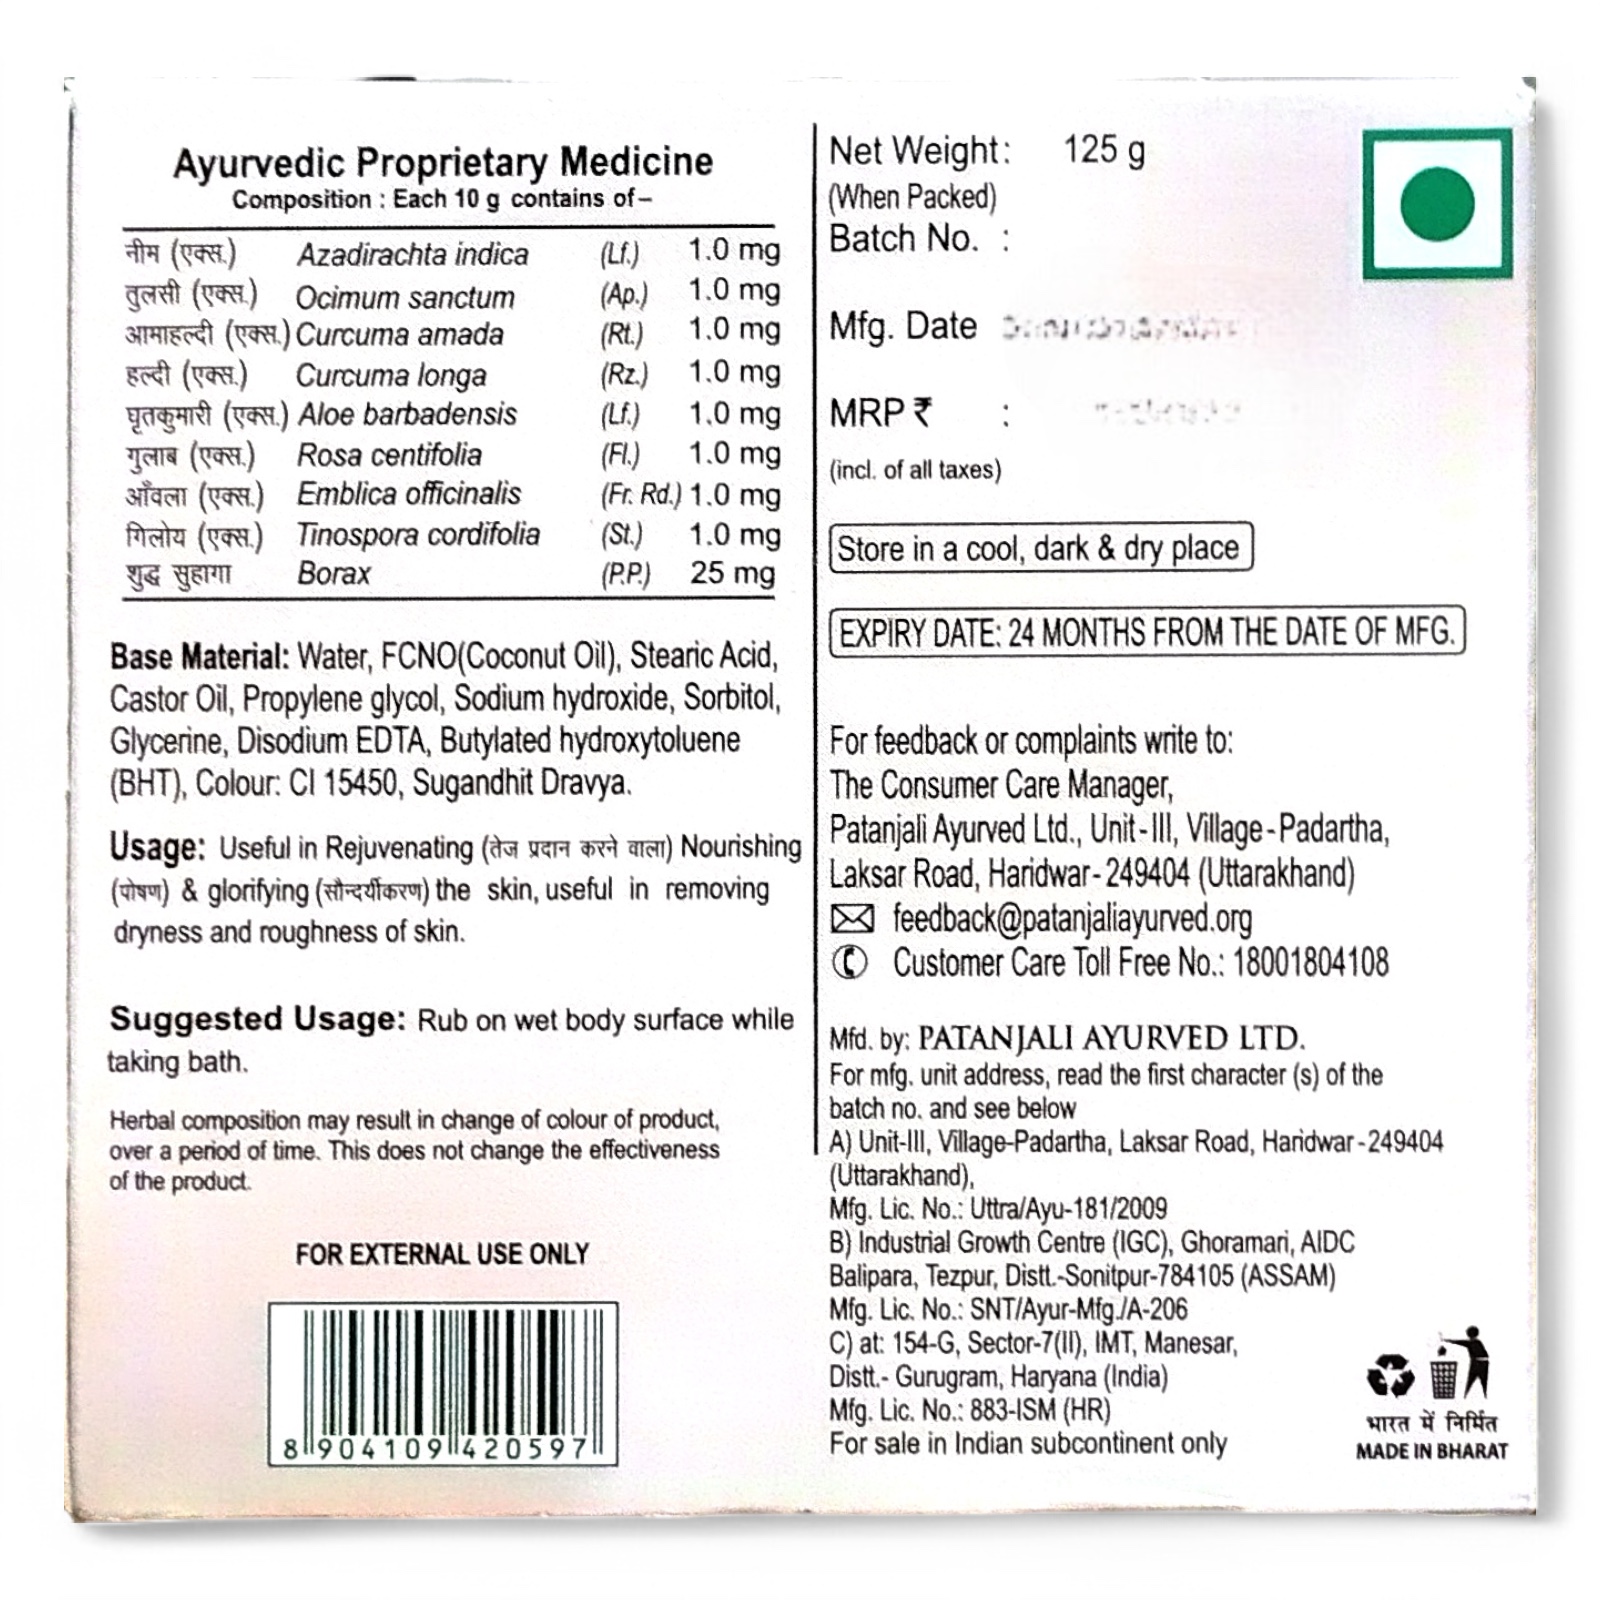 Ayurvedic Proprietary Medicine
Composition : Each 10 g contains of–
नीम (एक्स.) Azadirachta indica (Lf.) 1.0 mg
तुलसी (एक्स.) Ocimum sanctum (Ap.) 1.0 mg
आमाहल्दी (एक्स.) Curcuma amada (Rt.) 1.0 mg
हल्दी (एक्स.) Curcuma longa (Rz.) 1.0 mg
घृतकुमारी (एक्स.) Aloe barbadensis (Lf.) 1.0 mg
गुलाब (एक्स.) Rosa centifolia (Fl.) 1.0 mg
आँवला (एक्स.) Emblica officinalis (Fr. Rd.) 1.0 mg
गिलोय (एक्स.) Tinospora cordifolia (St.) 1.0 mg
शुद्ध सुहागा Borax (P.P.) 25 mg
Base Material: Water, FCNO(Coconut Oil), Stearic Acid,
Castor Oil, Propylene glycol, Sodium hydroxide, Sorbitol,
Glycerine, Disodium EDTA, Butylated hydroxytoluene
(BHT), Colour: CI 15450, Sugandhit Dravya.
Usage: Useful in Rejuvenating (तेज प्रदान करने वाला) Nourishing
(पोषण) & glorifying (सौन्दर्यीकरण) the skin, useful in removing
dryness and roughness of skin.
Suggested Usage: Rub on wet body surface while
taking bath.
Herbal composition may result in change of colour of product,
over a period of time. This does not change the effectiveness
of the product.
FOR EXTERNAL USE ONLY
8 904109 420597
Net Weight: 125 g
(When Packed)
Batch No. :
Mfg. Date
MRP ₹ :
(incl. of all taxes)
Store in a cool, dark & dry place
EXPIRY DATE: 24 MONTHS FROM THE DATE OF MFG.
For feedback or complaints write to:
The Consumer Care Manager,
Patanjali Ayurved Ltd., Unit-III, Village-Padartha,
Laksar Road, Haridwar-249404 (Uttarakhand)
feedback@patanjaliayurved.org
Customer Care Toll Free No.: 18001804108
Mfd. by: PATANJALI AYURVED LTD.
For mfg. unit address, read the first character (s) of the
batch no. and see below
A) Unit-III, Village-Padartha, Laksar Road, Haridwar-249404
(Uttarakhand),
Mfg. Lic. No.: Uttra/Ayu-181/2009
B) Industrial Growth Centre (IGC), Ghoramari, AIDC
Balipara, Tezpur, Distt.-Sonitpur-784105 (ASSAM)
Mfg. Lic. No.: SNT/Ayur-Mfg./A-206
C) at: 154-G, Sector-7(II), IMT, Manesar,
Distt.- Gurugram, Haryana (India)
Mfg. Lic. No.: 883-ISM (HR)
For sale in Indian subcontinent only
भारत में निर्मित
MADE IN BHARAT